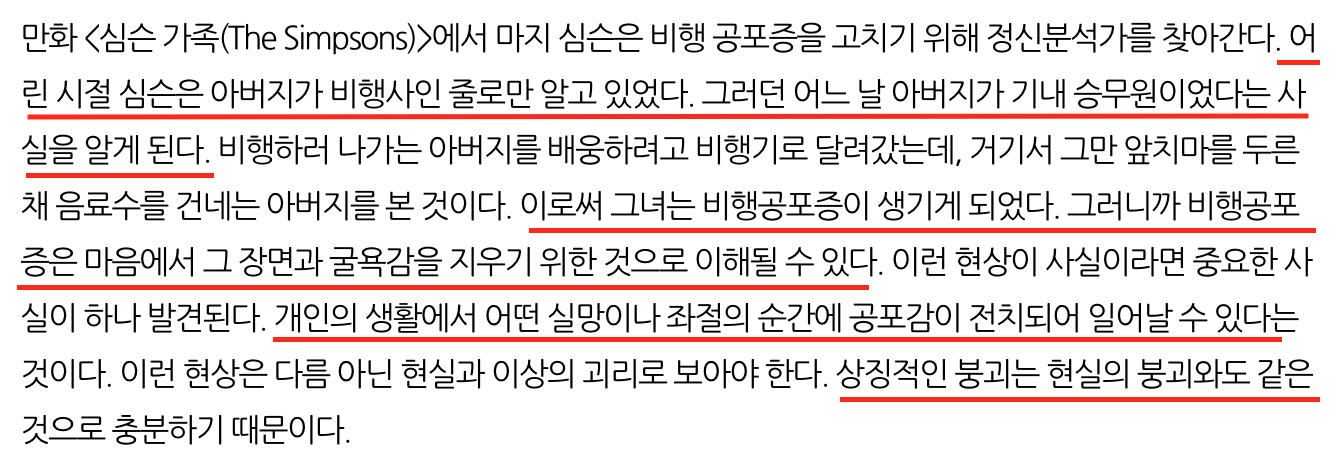 만화 <심슨 가족(The Simpsons)>에서 마지 심슨은 비행 공포증을 고치기 위해 정신분석가를 찾아간다. 어
린 시절 심슨은 아버지가 비행사인 줄로만 알고 있었다. 그러던 어느 날 아버지가 기내 승무원이었다는 사
실을 알게 된다. 비행하러 나가는 아버지를 배웅하려고 비행기로 달려갔는데, 거기서 그만 앞치마를 두른
채 음료수를 건네는 아버지를 본 것이다. 이로써 그녀는 비행공포증이 생기게 되었다. 그러니까 비행공포
증은 마음에서 그 장면과 굴욕감을 지우기 위한 것으로 이해될 수 있다. 이런 현상이 사실이라면 중요한 사
실이 하나 발견된다. 개인의 생활에서 어떤 실망이나 좌절의 순간에 공포감이 전치되어 일어날 수 있다는
것이다. 이런 현상은 다름 아닌 현실과 이상의 괴리로 보아야 한다. 상징적인 붕괴는 현실의 붕괴와도 같은
것으로 충분하기 때문이다.